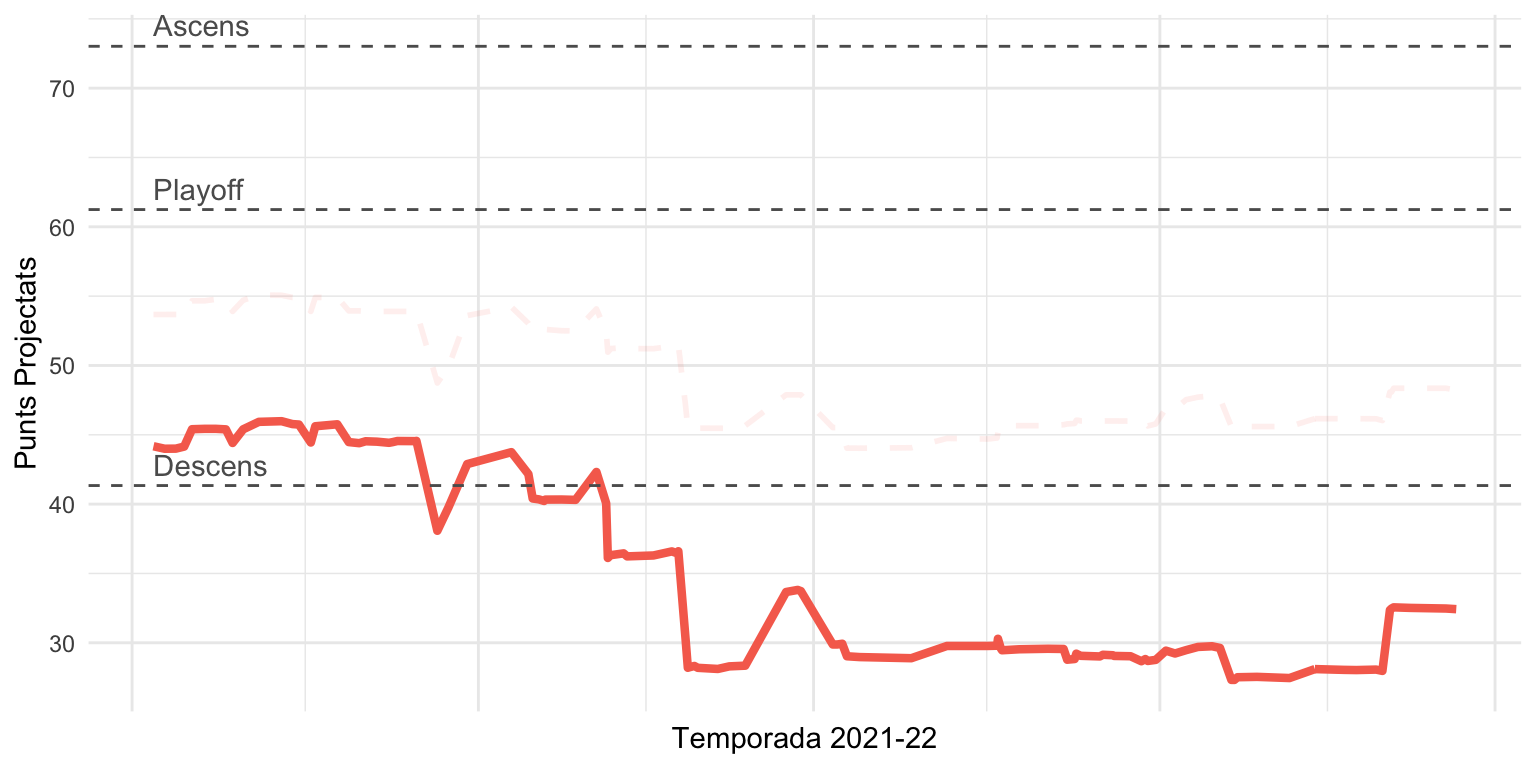 Ascens
70
Playoff
60
Punts Projectats
50
Descens
40
30
Temporada 2021-22